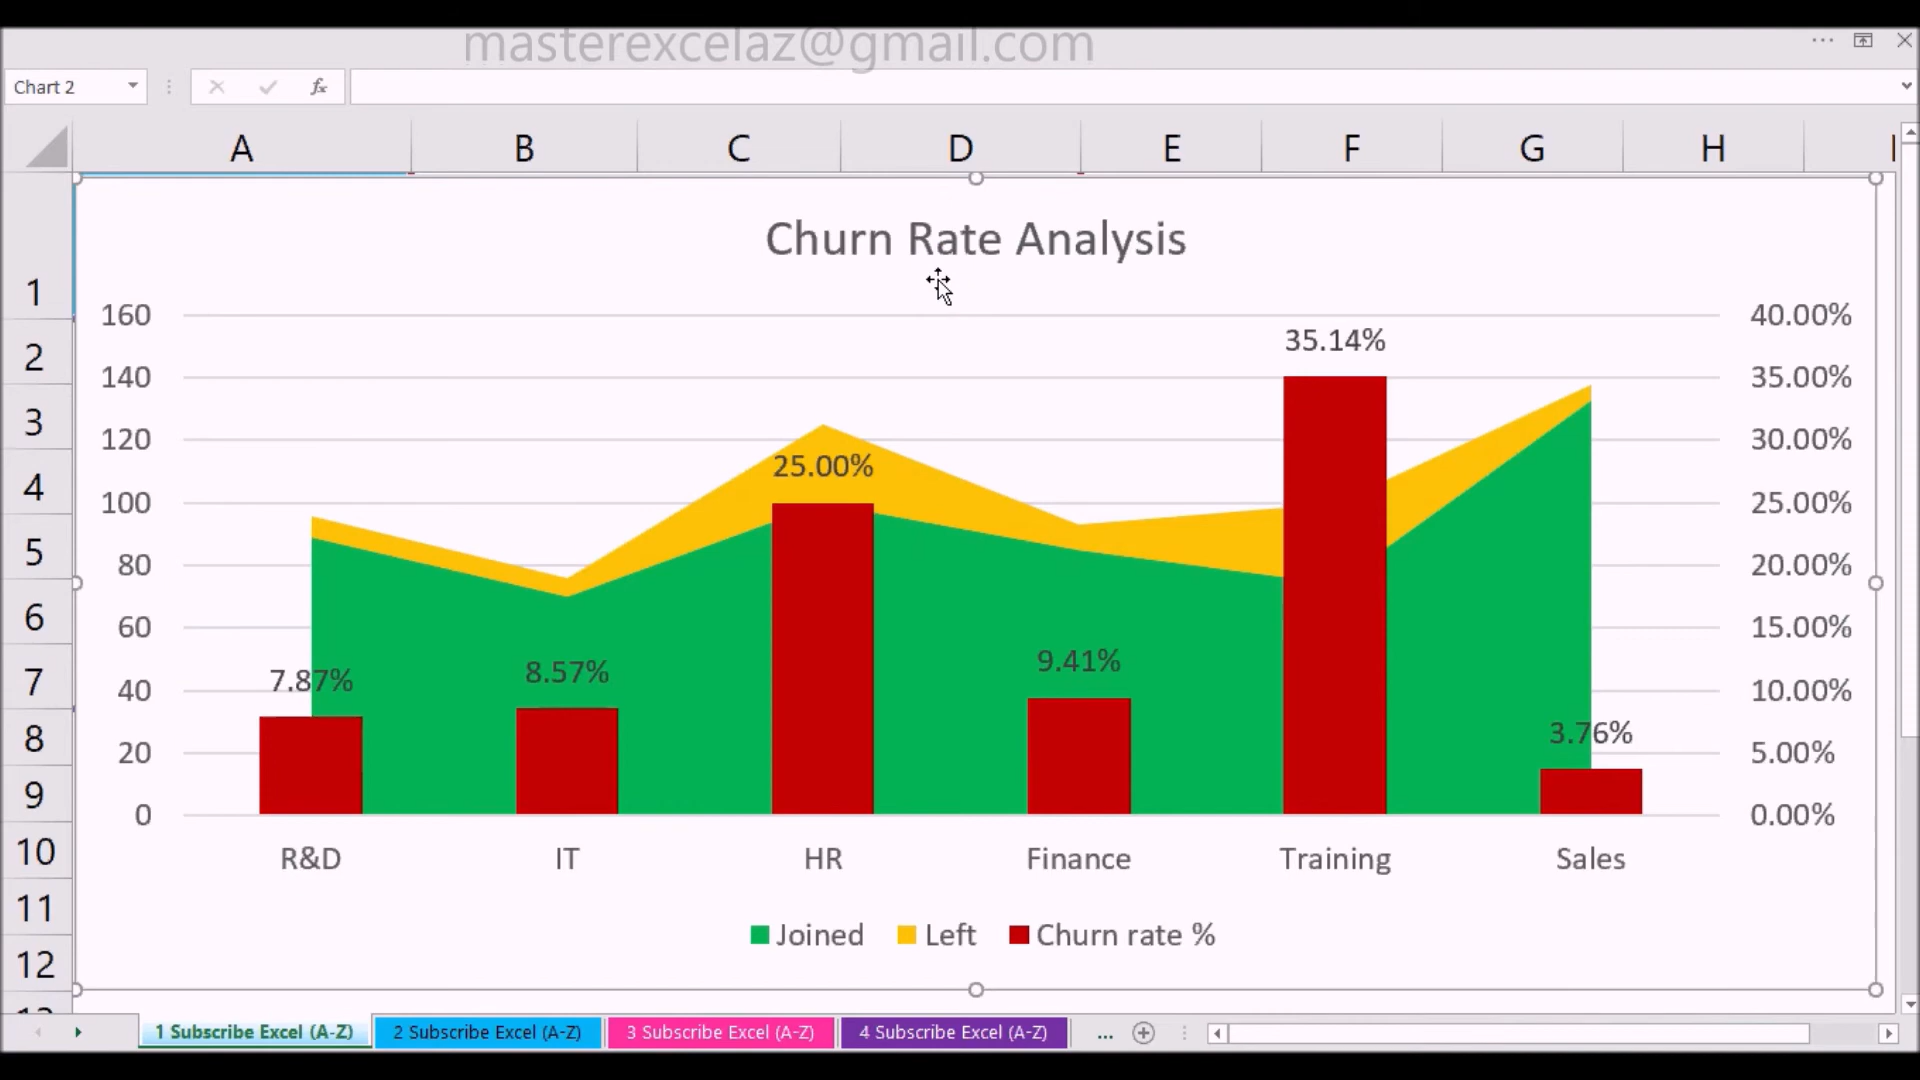 masterexcelaz@gmail.com
Chart 2
fx
A B C D E F G H
1
2
3
4
5
6
7
8
9
10
11
12
Churn Rate Analysis
160 40.00%
140 35.00%
120 30.00%
100 25.00%
80 20.00%
60 15.00%
40 10.00%
20 5.00%
0 0.00%
7.87% 8.57% 25.00% 9.41% 35.14% 3.76%
R&D IT HR Finance Training Sales
Joined Left Churn rate %
1 Subscribe Excel (A-Z) 2 Subscribe Excel (A-Z) 3 Subscribe Excel (A-Z) 4 Subscribe Excel (A-Z) ...